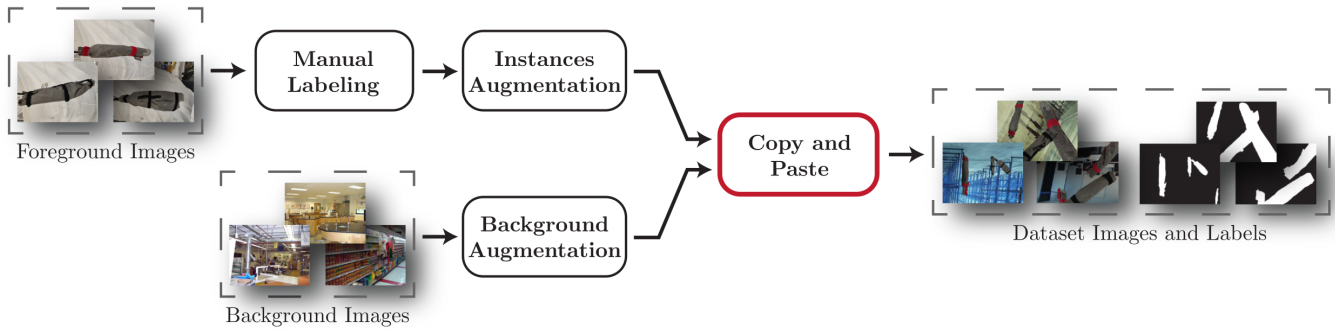 Manual
Labeling
Instances
Augmentation
Foreground Images
Copy and
Paste
Background
Augmentation
Dataset Images and Labels
Background Images